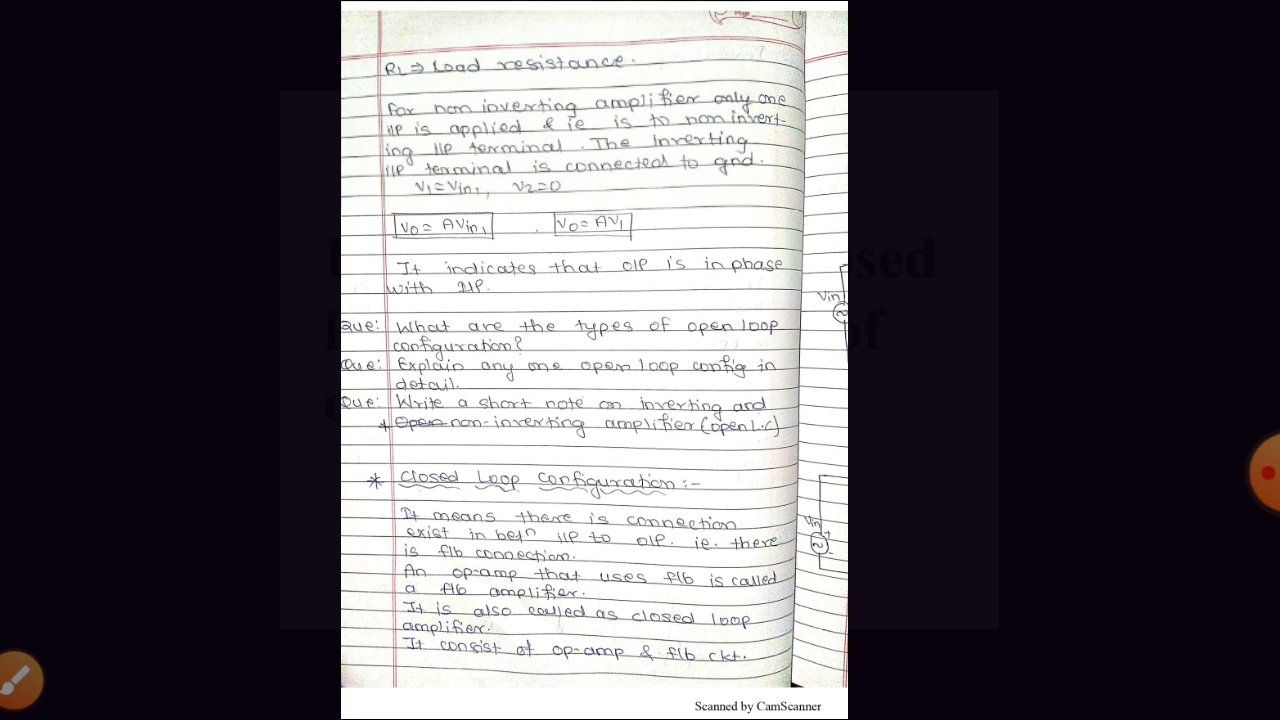 Page
RL ⇒ Load resistance.
For non inverting amplifier only one
I/P is applied & ie is to non invert-
ing I/P terminal. The Inverting
I/P terminal is connected to gnd.
V1 = Vin1, V2 = 0
Vo = AVin1 . Vo = AV1
It indicates that O/P is in phase
with I/P.
Que: What are the types of open loop
configuration?
Que: Explain any one open loop config in
detail.
Que: Write a short note on inverting and
* Open non-inverting amplifier (open L.C)
* Closed Loop Configuration :-
It means there is connection
exist in betn I/P to O/P. ie. there
is f/b connection.
An op-amp that uses f/b is called
a f/b amplifier.
It is also called as closed loop
amplifier.
It consist of op-amp & f/b ckt.
Vin
Vin
+
-
sed
of
Scanned by CamScanner